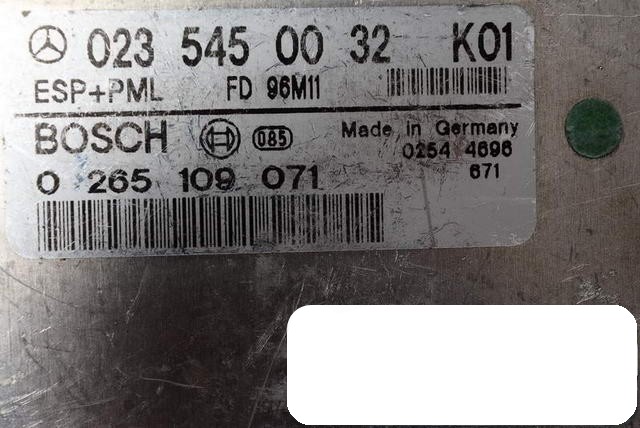 023 545 00 32 K01
ESP+PML FD 96M11
BOSCH 085 Made in Germany
0254 4696
0 265 109 071 671